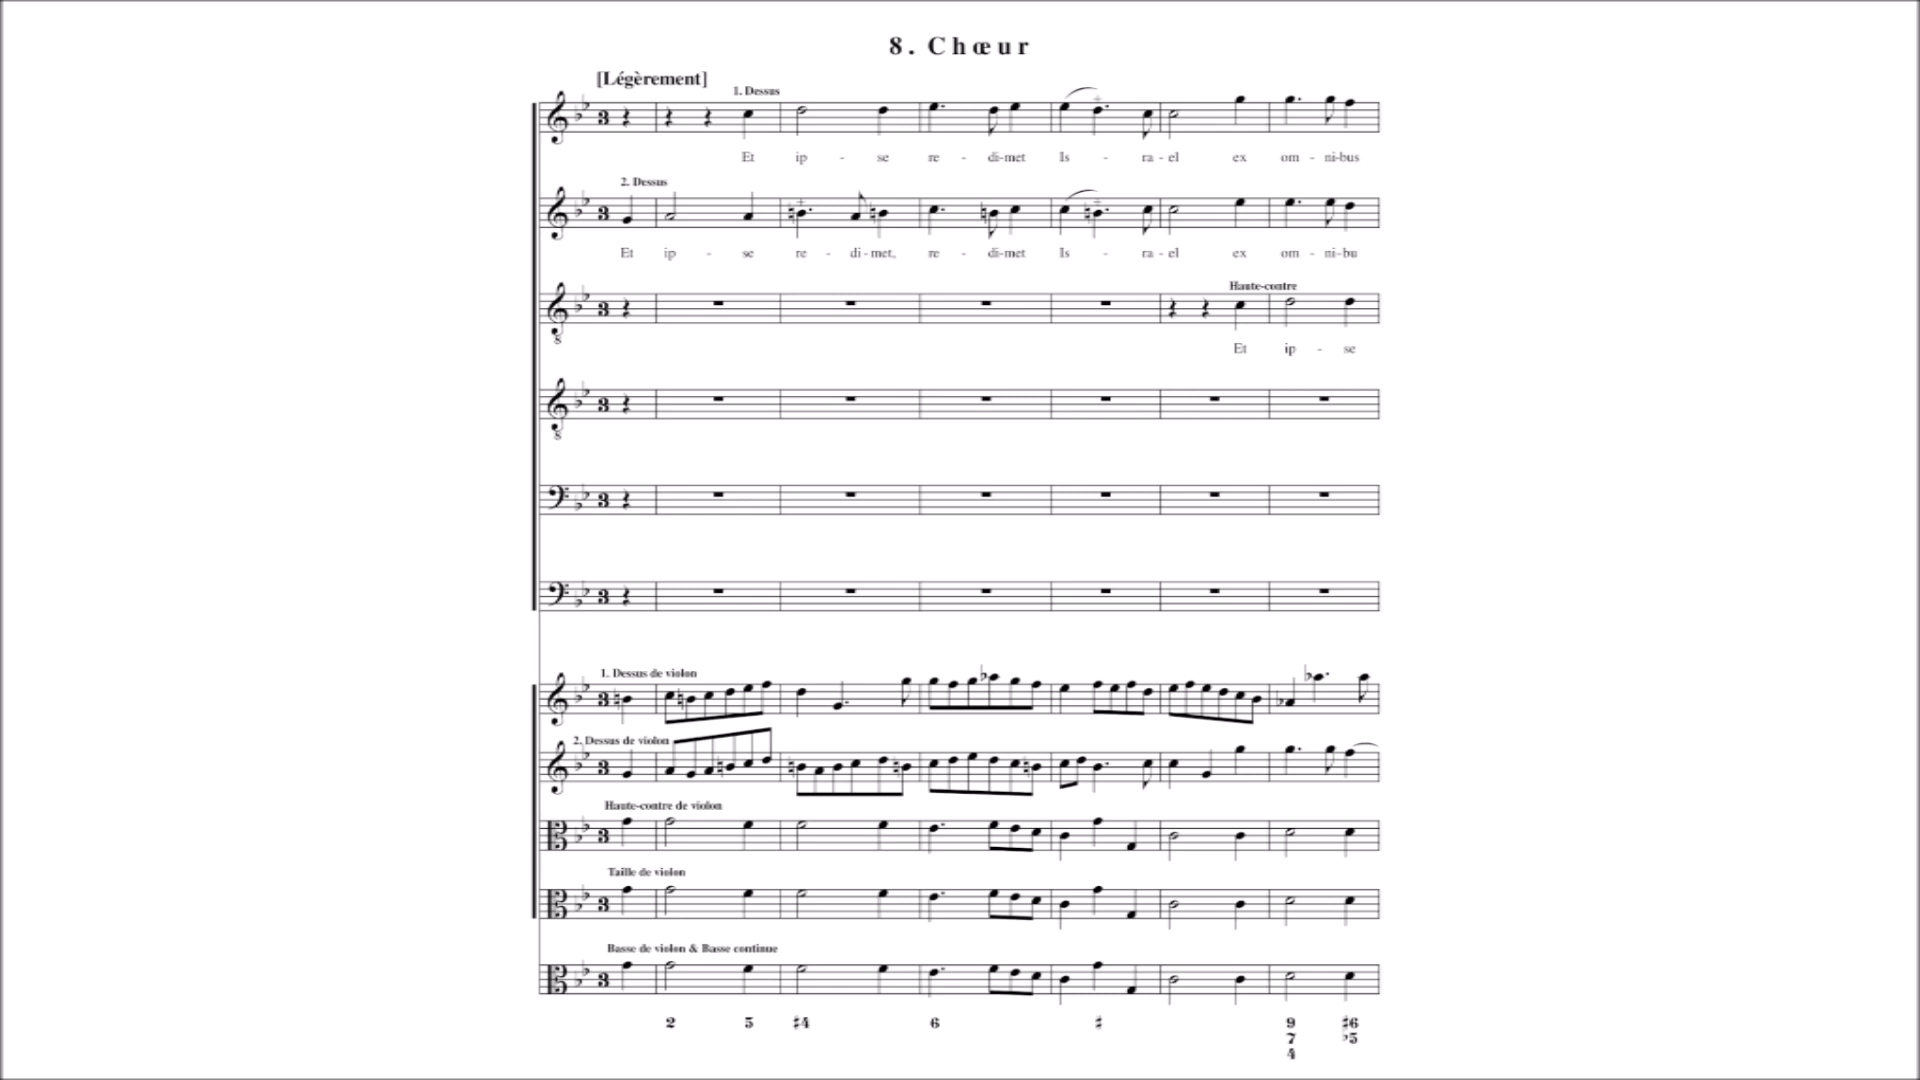 8. Chœur
[Légèrement]
1. Dessus
Et ip - se re - di-met Is - ra - el ex om - ni-bus
2. Dessus
Et ip - se re - di - met, re - di-met Is - ra - el ex om - ni-bu
Haute-contre
Et ip - se
1. Dessus de violon
2. Dessus de violon
Haute-contre de violon
Taille de violon
Basse de violon & Basse continue
2 5 ♯4 6 ♯ 9 ♯6
7 ♭5
4